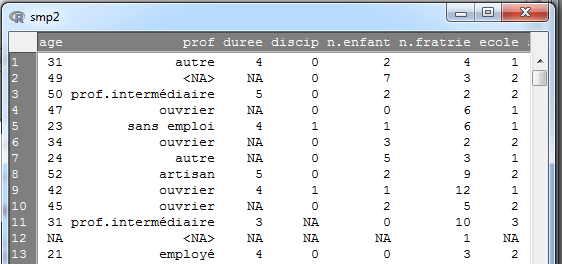 smp2
age prof duree discip n.enfant n.fratrie ecole
1 31 autre 4 0 2 4 1
2 49 <NA> NA 0 7 3 2
3 50 prof.intermédiaire 5 0 2 2 2
4 47 ouvrier NA 0 0 6 1
5 23 sans emploi 4 1 1 6 1
6 34 ouvrier NA 0 3 2 2
7 24 autre NA 0 5 3 1
8 52 artisan 5 0 2 9 2
9 42 ouvrier 4 1 1 12 1
10 45 ouvrier NA 0 2 5 2
11 31 prof.intermédiaire 3 NA 0 10 3
12 NA <NA> NA NA NA 1 NA
13 21 employé 4 0 0 3 2